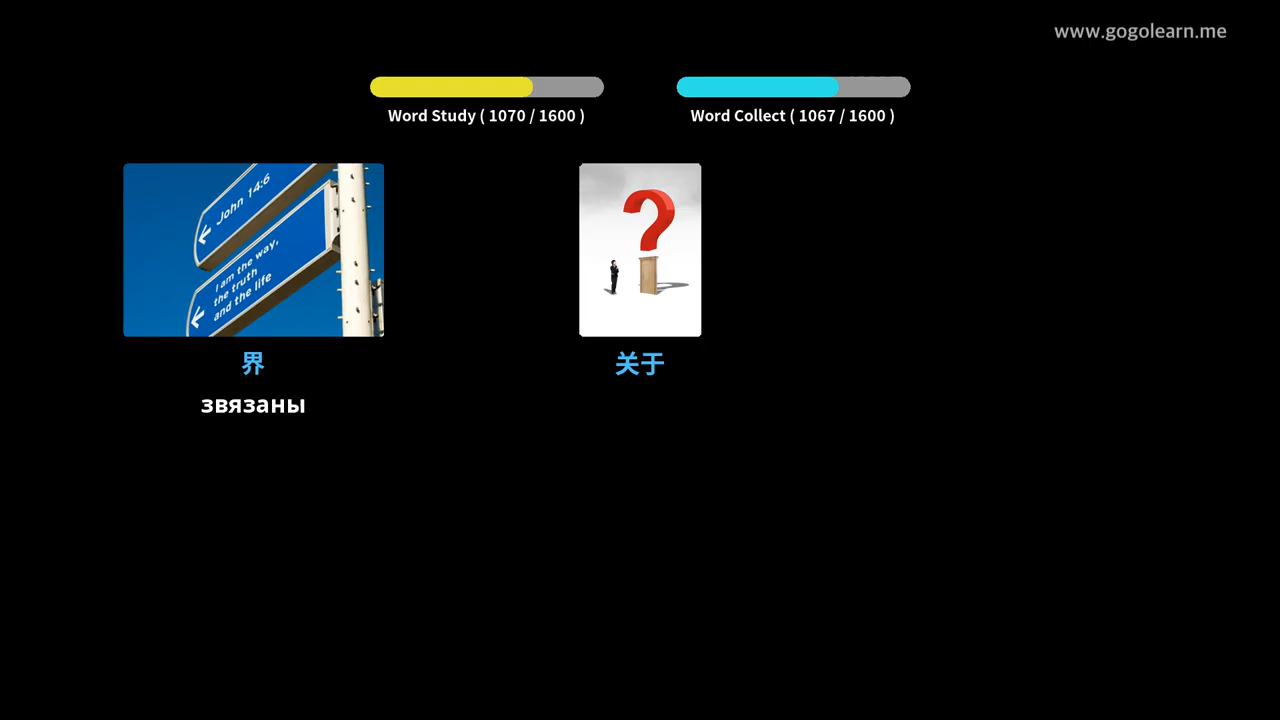 www.gogolearn.me
Word Study ( 1070 / 1600 )
Word Collect ( 1067 / 1600 )
John 14:6
I am the way,
the truth
and the life
?
界
关于
звязаны